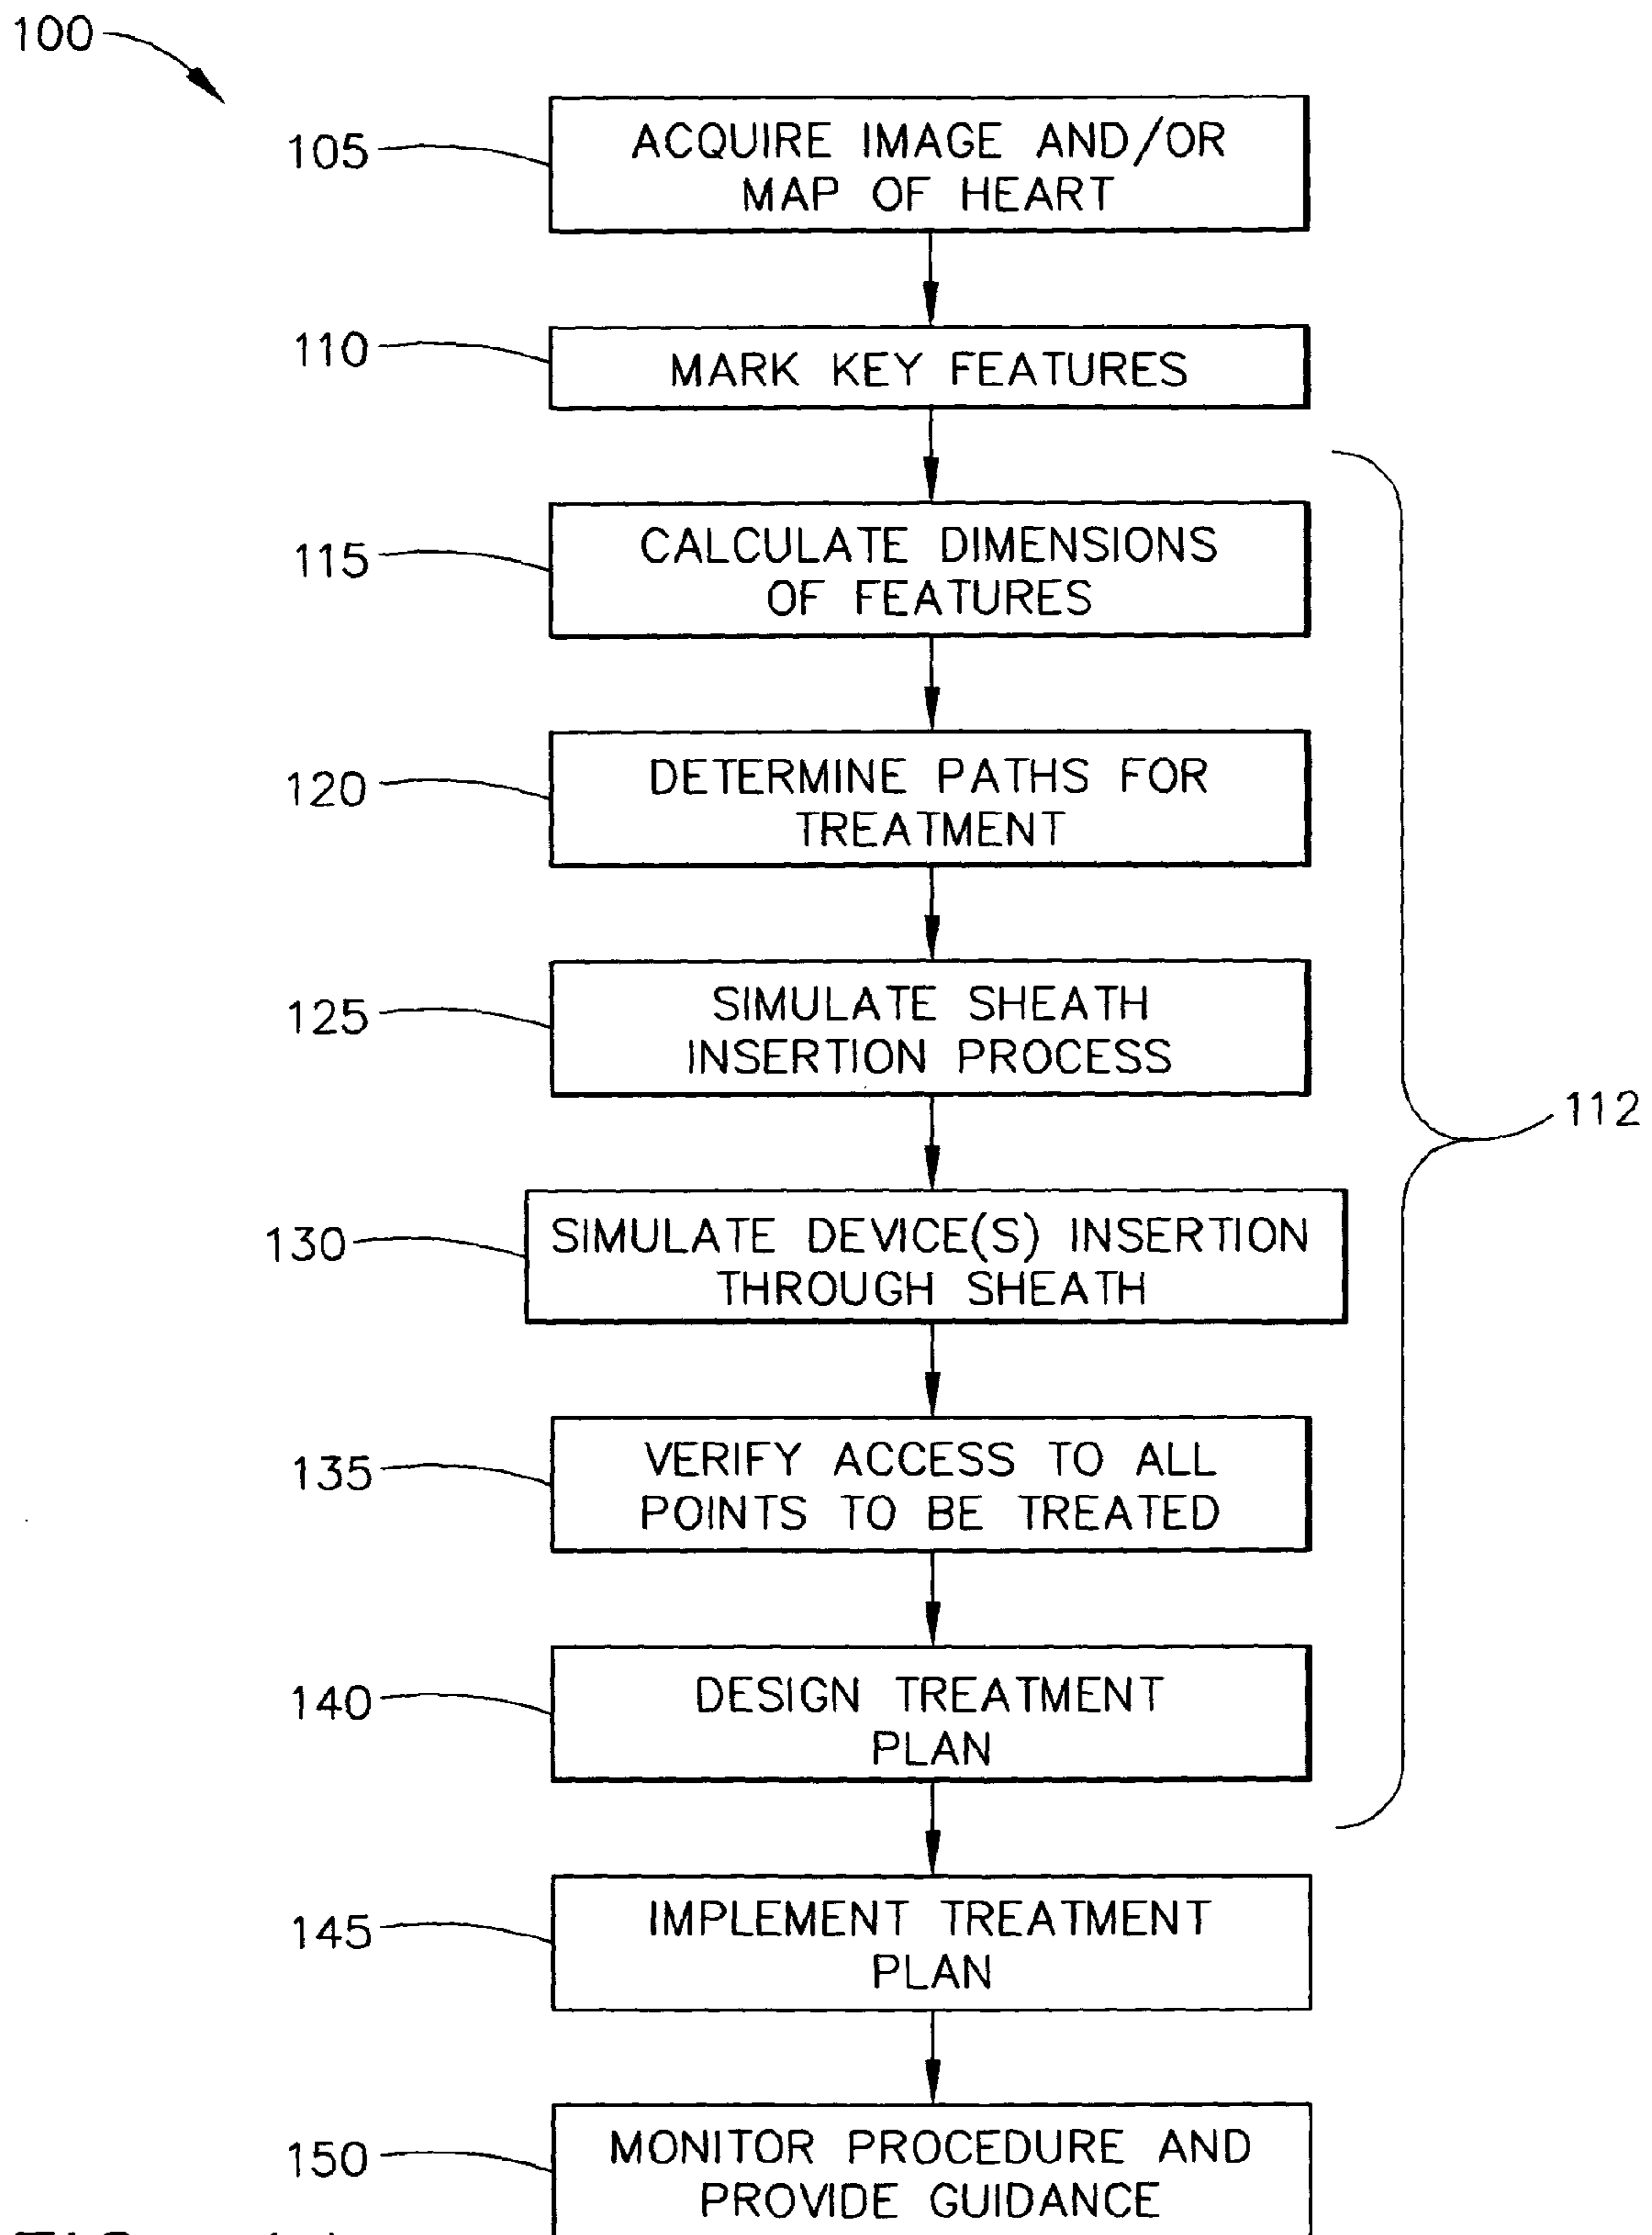 100
105
ACQUIRE IMAGE AND/OR
MAP OF HEART
110
MARK KEY FEATURES
115
CALCULATE DIMENSIONS
OF FEATURES
120
DETERMINE PATHS FOR
TREATMENT
125
SIMULATE SHEATH
INSERTION PROCESS
112
130
SIMULATE DEVICE(S) INSERTION
THROUGH SHEATH
135
VERIFY ACCESS TO ALL
POINTS TO BE TREATED
140
DESIGN TREATMENT
PLAN
145
IMPLEMENT TREATMENT
PLAN
150
MONITOR PROCEDURE AND
PROVIDE GUIDANCE